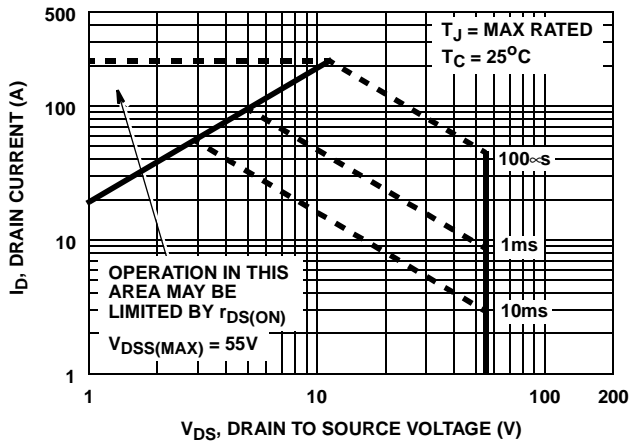 500
100
10
1
I_D, DRAIN CURRENT (A)
T_J = MAX RATED
T_C = 25°C
100∝s
1ms
10ms
OPERATION IN THIS
AREA MAY BE
LIMITED BY r_DS(ON)
V_DSS(MAX) = 55V
1
10
100
200
V_DS, DRAIN TO SOURCE VOLTAGE (V)